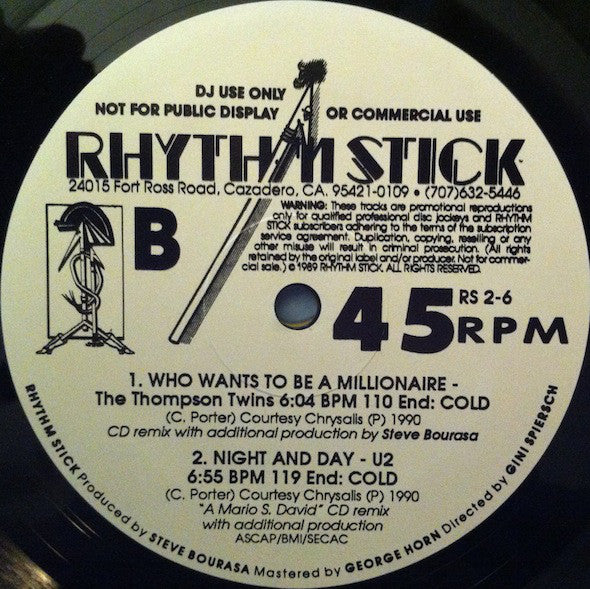 DJ USE ONLY
NOT FOR PUBLIC DISPLAY OR COMMERCIAL USE
RHYTHM STICK
24015 Fort Ross Road, Cazadero, CA. 95421-0109 • (707)632-5446
WARNING: These tracks are promotional reproductions
only for qualified professional disc jockeys and RHYTHM
STICK subscribers adhering to the terms of the subscription
service agreement. Duplication, copying, reselling or any
other misuse will result in criminal prosecution. (All rights
retained by the original label and/or producer. Not for commer-
cial sale.) © 1989 RHYTHM STICK. ALL RIGHTS RESERVED.
B
45 RPM
RS 2-6
1. WHO WANTS TO BE A MILLIONAIRE -
The Thompson Twins 6:04 BPM 110 End: COLD
(C. Porter) Courtesy Chrysalis (P) 1990
CD remix with additional production by Steve Bourasa
2. NIGHT AND DAY - U2
6:55 BPM 119 End: COLD
(C. Porter) Courtesy Chrysalis (P) 1990
"A Mario S. David" CD remix
with additional production
ASCAP/BMI/SECAC
RHYTHM STICK Produced by STEVE BOURASA Mastered by GEORGE HORN Directed by GINI SPIERSCH